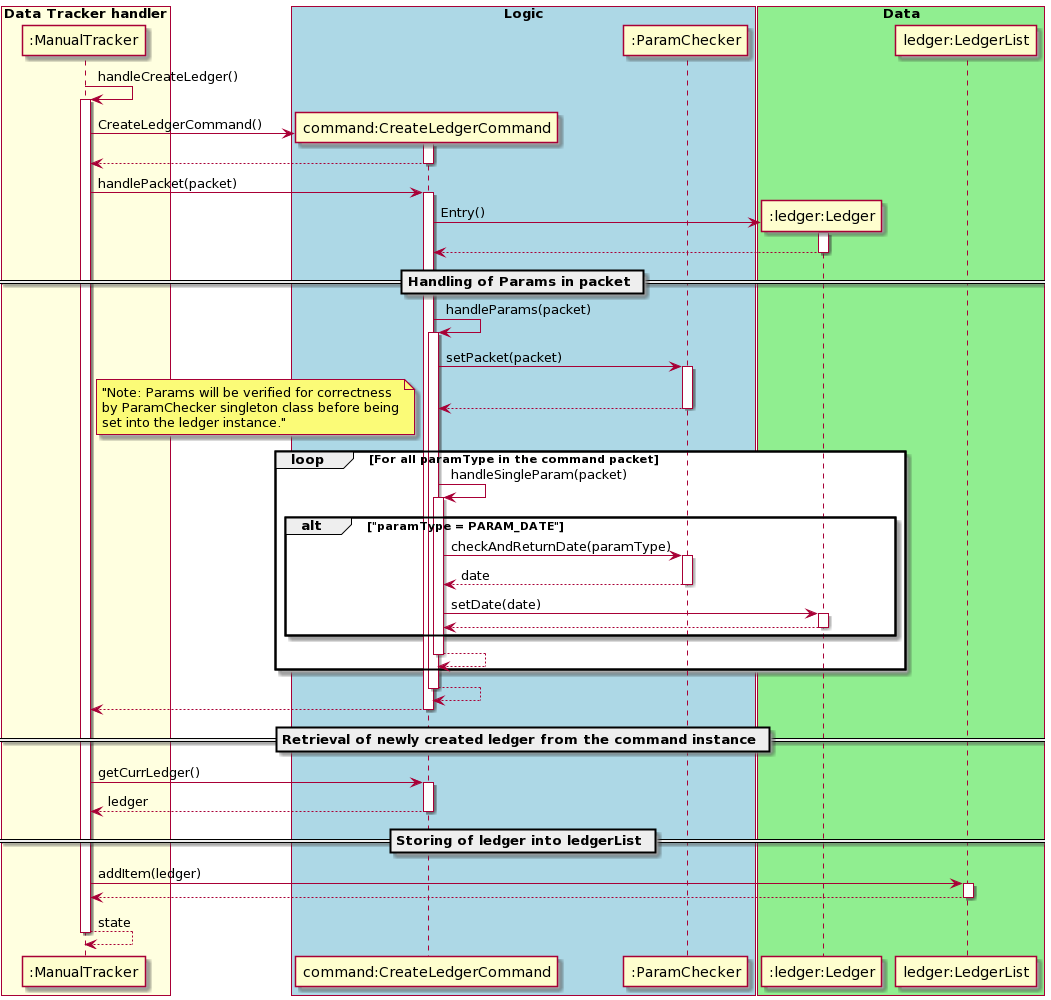 Data Tracker handler
Logic
Data
:ManualTracker
:ParamChecker
ledger:LedgerList
handleCreateLedger()
CreateLedgerCommand()
command:CreateLedgerCommand
handlePacket(packet)
Entry()
:ledger:Ledger
Handling of Params in packet
handleParams(packet)
setPacket(packet)
"Note: Params will be verified for correctness
by ParamChecker singleton class before being
set into the ledger instance."
loop
[For all paramType in the command packet]
handleSingleParam(packet)
alt
["paramType = PARAM_DATE"]
checkAndReturnDate(paramType)
date
setDate(date)
Retrieval of newly created ledger from the command instance
getCurrLedger()
ledger
Storing of ledger into ledgerList
addItem(ledger)
state
:ManualTracker
command:CreateLedgerCommand
:ParamChecker
:ledger:Ledger
ledger:LedgerList